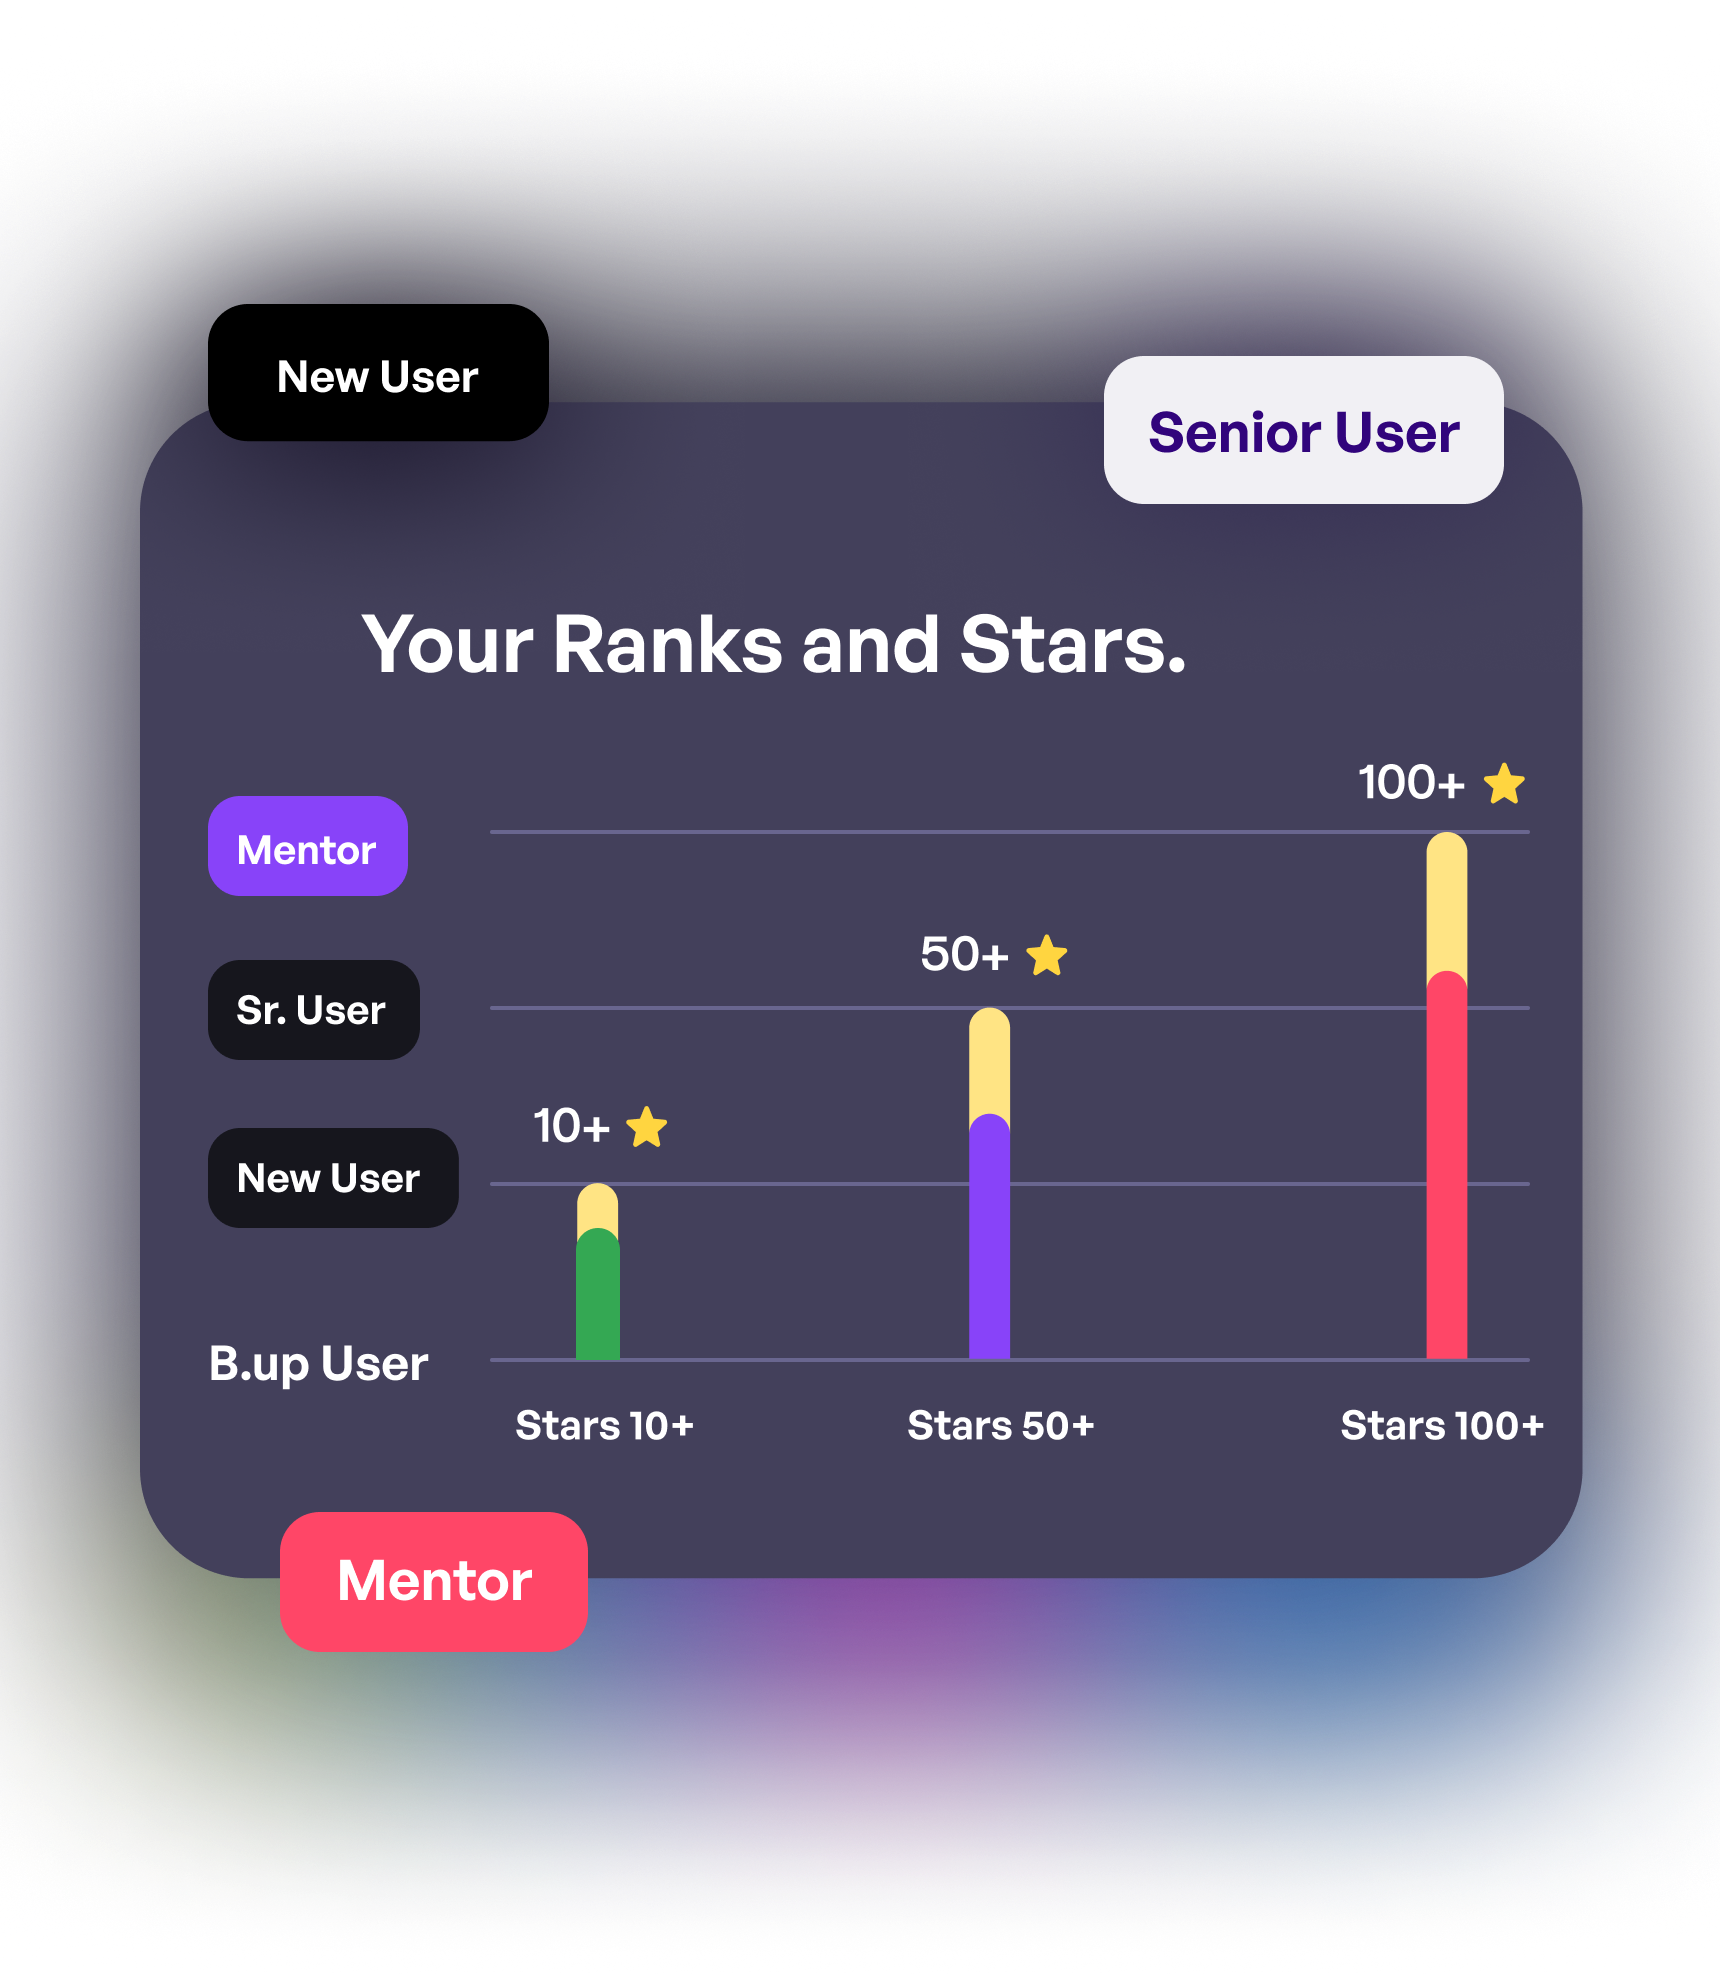 New User
Senior User
Your Ranks and Stars.
100+
Mentor
50+
Sr. User
10+
New User
B.up User
Stars 10+
Stars 50+
Stars 100+
Mentor